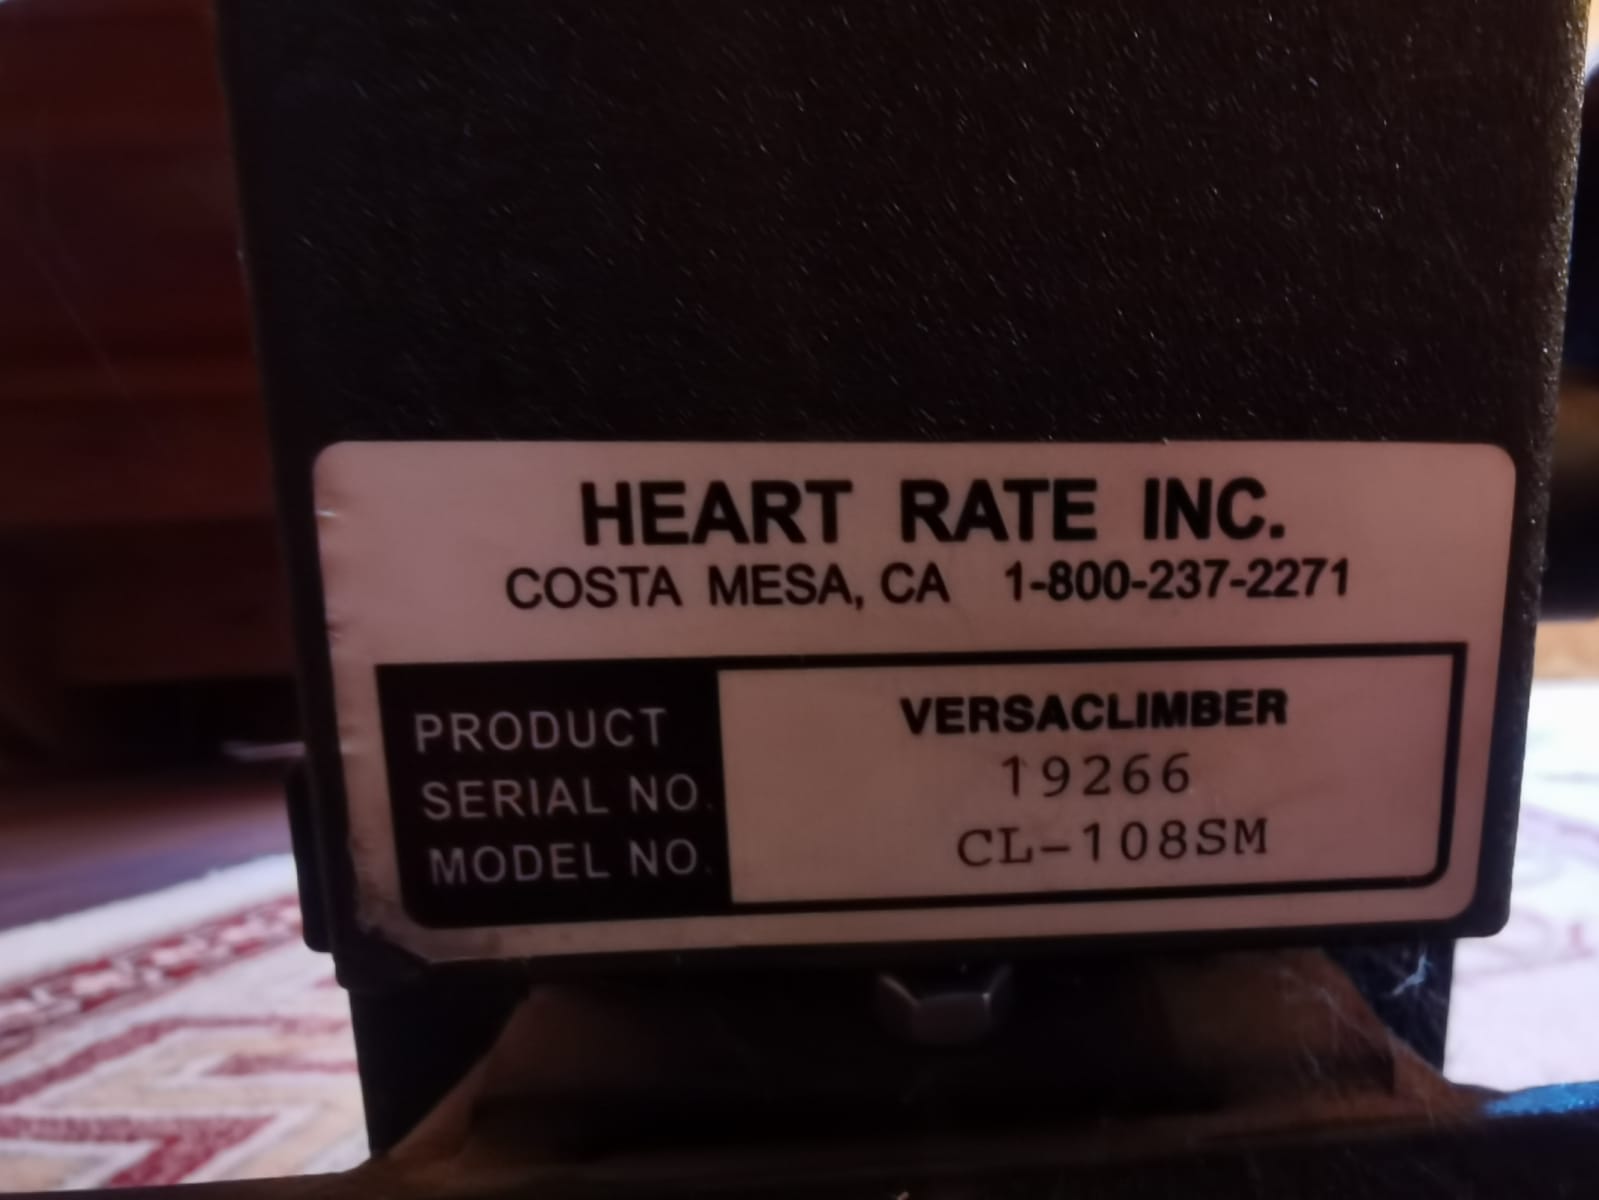 HEART RATE INC.
COSTA MESA, CA 1-800-237-2271
PRODUCT VERSACLIMBER
SERIAL NO. 19266
MODEL NO. CL-108SM